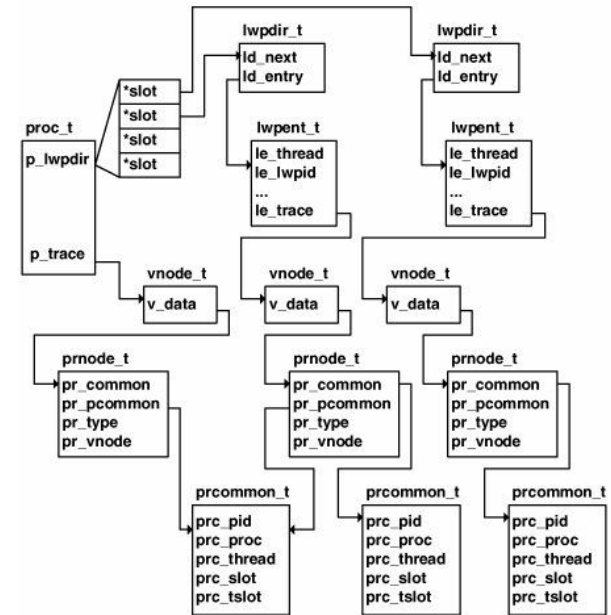 lwpdir_t
ld_next
ld_entry
lwpdir_t
ld_next
ld_entry
*slot
*slot
*slot
*slot
proc_t
p_lwpdir
p_trace
lwpent_t
le_thread
le_lwpid
...
le_trace
lwpent_t
le_thread
le_lwpid
...
le_trace
vnode_t
v_data
vnode_t
v_data
vnode_t
v_data
prnode_t
pr_common
pr_pcommon
pr_type
pr_vnode
prnode_t
pr_common
pr_pcommon
pr_type
pr_vnode
prnode_t
pr_common
pr_pcommon
pr_type
pr_vnode
prcommon_t
prc_pid
prc_proc
prc_thread
prc_slot
prc_tslot
prcommon_t
prc_pid
prc_proc
prc_thread
prc_slot
prc_tslot
prcommon_t
prc_pid
prc_proc
prc_thread
prc_slot
prc_tslot